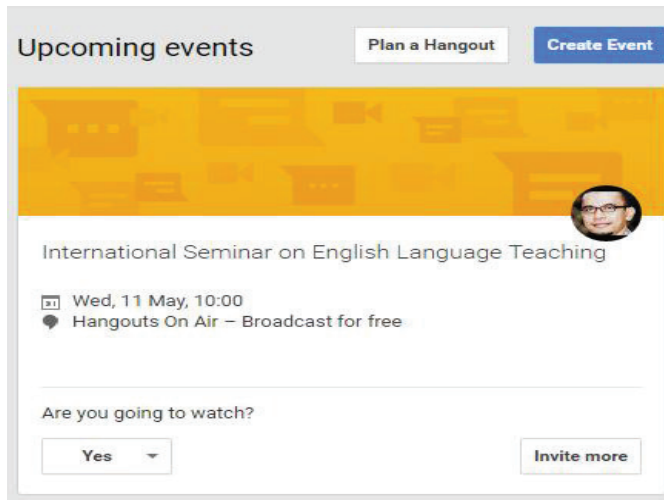 Upcoming events Plan a Hangout Create Event
International Seminar on English Language Teaching
31 Wed, 11 May, 10:00
Hangouts On Air – Broadcast for free
Are you going to watch?
Yes Invite more